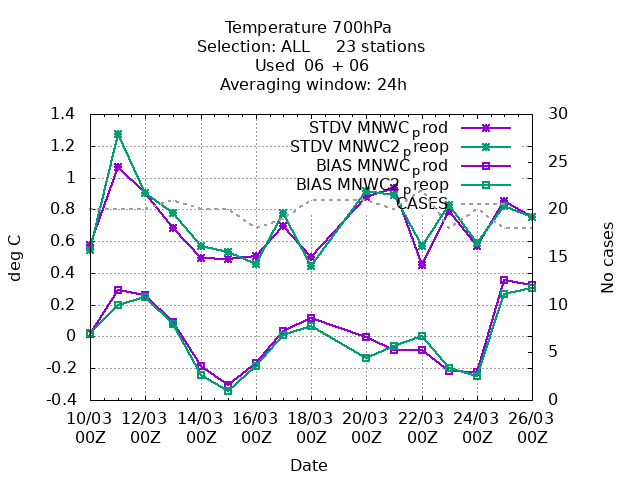 Temperature 700hPa
Selection: ALL 23 stations
Used 06 + 06
Averaging window: 24h
1.4
1.2
1
0.8
0.6
0.4
0.2
0
-0.2
-0.4
deg C
30
25
20
15
10
5
0
No cases
STDV MNWC_prod
STDV MNWC2_preop
BIAS MNWC_prod
BIAS MNWC2_preop
CASES
10/03 12/03 14/03 16/03 18/03 20/03 22/03 24/03 26/03
00Z 00Z 00Z 00Z 00Z 00Z 00Z 00Z 00Z
Date